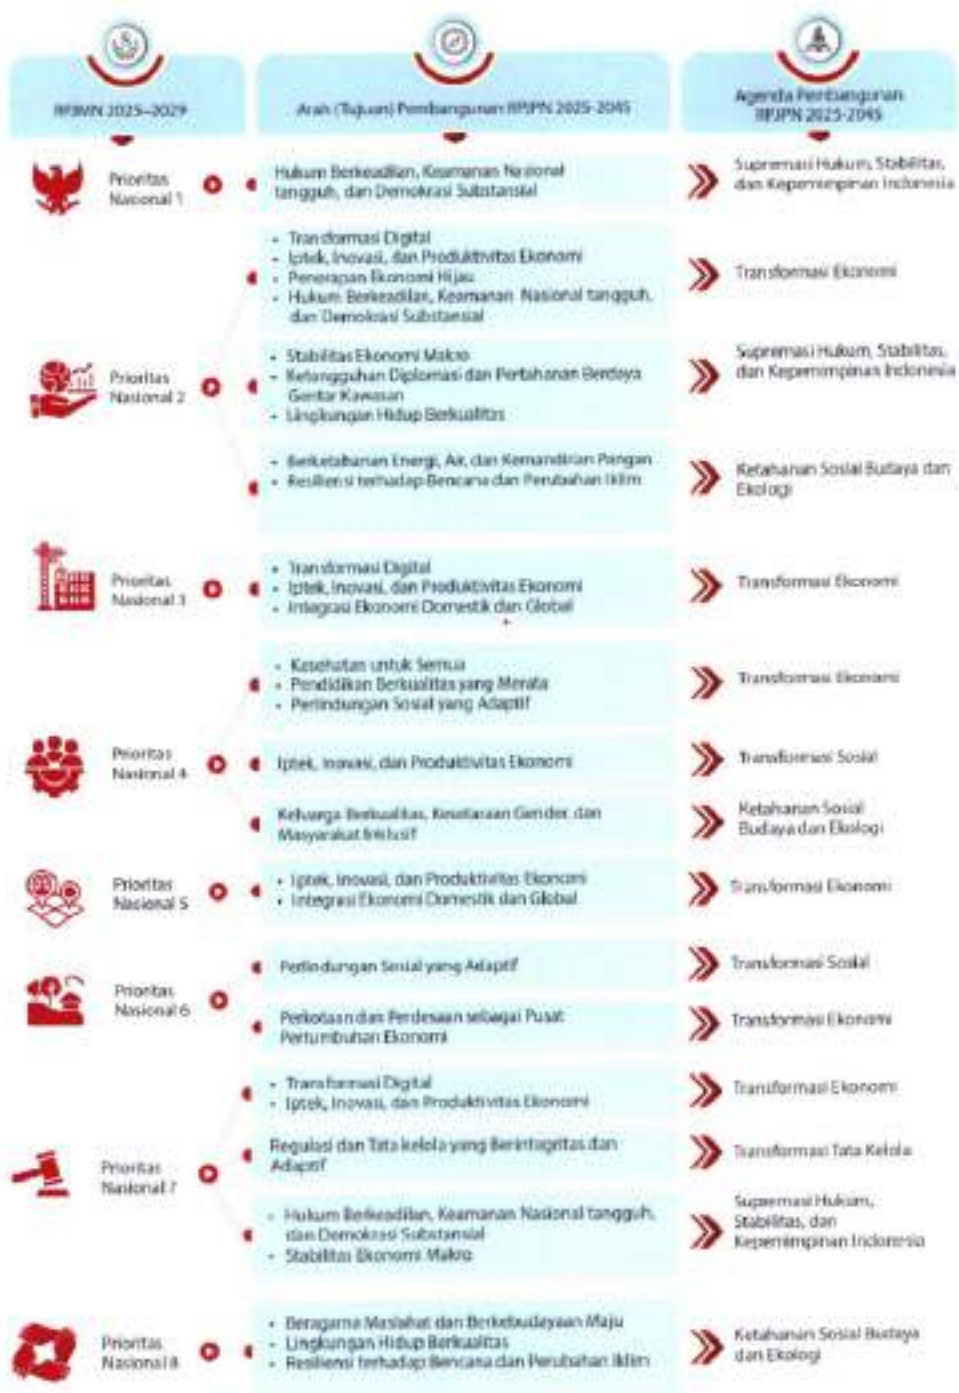 RPJMN 2025–2029
Arah (Tujuan) Pembangunan RPJPN 2025-2045
Agenda Pembangunan
RPJPN 2025-2045
Prioritas
Nasional 1
Hukum Berkeadilan, Keamanan Nasional
tangguh, dan Demokrasi Substansial
Supremasi Hukum, Stabilitas,
dan Kepemimpinan Indonesia
Prioritas
Nasional 2
• Transformasi Digital
• Iptek, Inovasi, dan Produktivitas Ekonomi
• Penerapan Ekonomi Hijau
• Hukum Berkeadilan, Keamanan Nasional tangguh,
dan Demokrasi Substansial
Transformasi Ekonomi
• Stabilitas Ekonomi Makro
• Ketangguhan Diplomasi dan Pertahanan Berdaya
Gentar Kawasan
• Lingkungan Hidup Berkualitas
Supremasi Hukum, Stabilitas,
dan Kepemimpinan Indonesia
• Berketahanan Energi, Air, dan Kemandirian Pangan
• Resiliensi terhadap Bencana dan Perubahan Iklim
Ketahanan Sosial Budaya dan
Ekologi
Prioritas
Nasional 3
• Transformasi Digital
• Iptek, Inovasi, dan Produktivitas Ekonomi
• Integrasi Ekonomi Domestik dan Global
Transformasi Ekonomi
Prioritas
Nasional 4
• Kesehatan untuk Semua
• Pendidikan Berkualitas yang Merata
• Perlindungan Sosial yang Adaptif
Transformasi Ekonomi
Iptek, Inovasi, dan Produktivitas Ekonomi
Transformasi Sosial
Keluarga Berkualitas, Kesetaraan Gender, dan
Masyarakat Inklusif
Ketahanan Sosial
Budaya dan Ekologi
Prioritas
Nasional 5
• Iptek, Inovasi, dan Produktivitas Ekonomi
• Integrasi Ekonomi Domestik dan Global
Transformasi Ekonomi
Prioritas
Nasional 6
Perlindungan Sosial yang Adaptif
Transformasi Sosial
Perkotaan dan Perdesaan sebagai Pusat
Pertumbuhan Ekonomi
Transformasi Ekonomi
Prioritas
Nasional 7
• Transformasi Digital
• Iptek, Inovasi, dan Produktivitas Ekonomi
Transformasi Ekonomi
Regulasi dan Tata kelola yang Berintegritas dan
Adaptif
Transformasi Tata Kelola
• Hukum Berkeadilan, Keamanan Nasional tangguh,
dan Demokrasi Substansial
• Stabilitas Ekonomi Makro
Supremasi Hukum,
Stabilitas, dan
Kepemimpinan Indonesia
Prioritas
Nasional 8
• Beragama Maslahat dan Berkebudayaan Maju
• Lingkungan Hidup Berkualitas
• Resiliensi terhadap Bencana dan Perubahan Iklim
Ketahanan Sosial Budaya
dan Ekologi